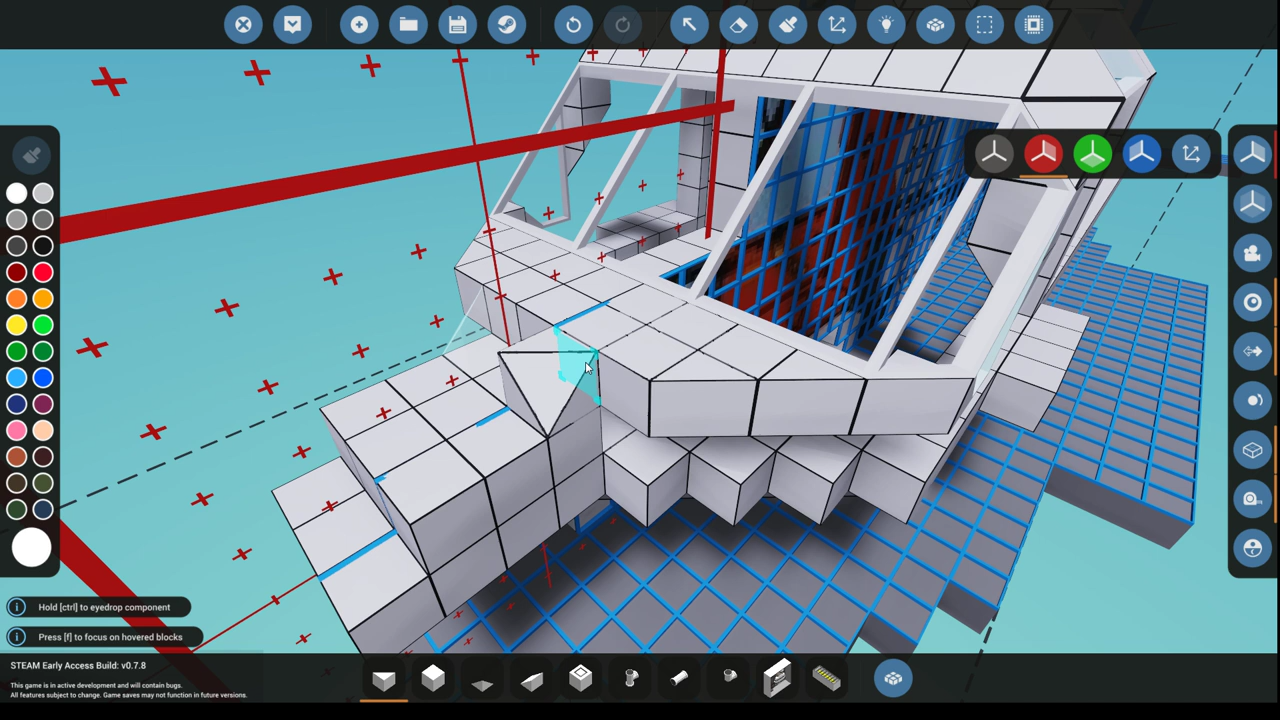 Hold [ctrl] to eyedrop component
Press [f] to focus on hovered blocks
STEAM Early Access Build: v0.7.8
This game is in active development and will contain bugs.
All features subject to change. Game saves may not function in future versions.